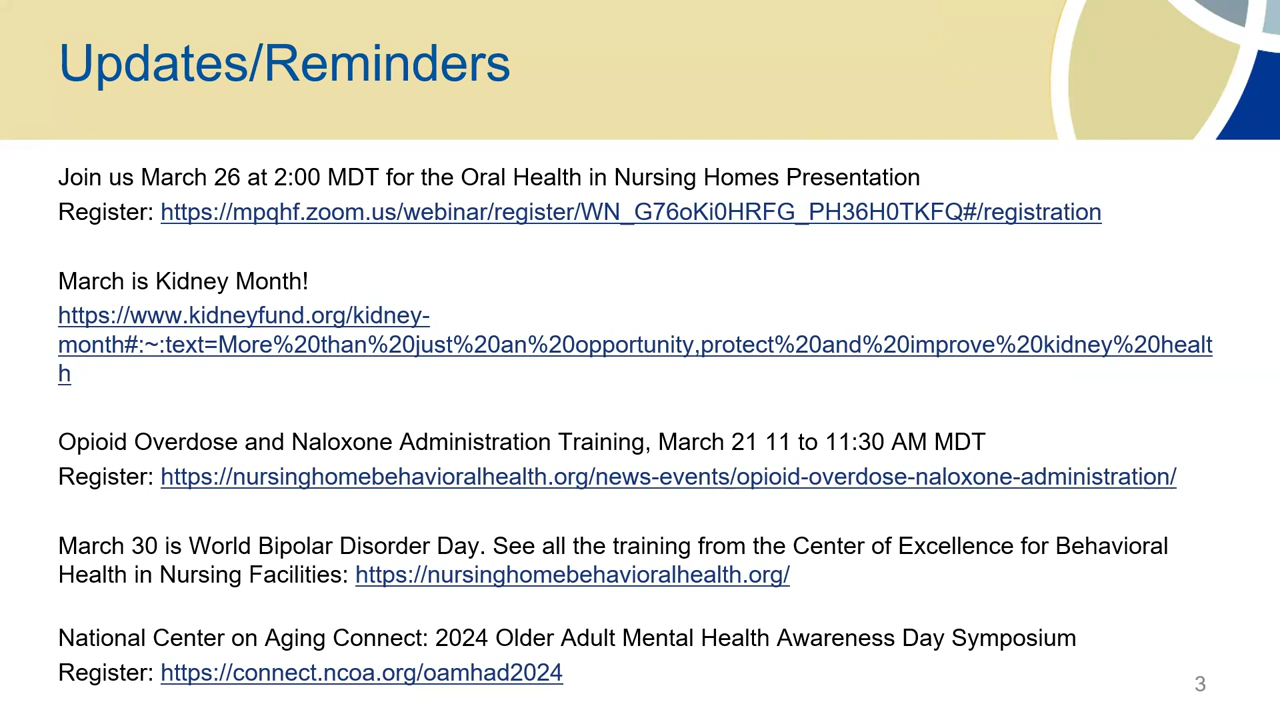 Updates/Reminders
Join us March 26 at 2:00 MDT for the Oral Health in Nursing Homes Presentation
Register: https://mpqhf.zoom.us/webinar/register/WN_G76oKi0HRFG_PH36H0TKFQ#/registration
March is Kidney Month!
https://www.kidneyfund.org/kidney-
month#:~:text=More%20than%20just%20an%20opportunity,protect%20and%20improve%20kidney%20healt
h
Opioid Overdose and Naloxone Administration Training, March 21 11 to 11:30 AM MDT
Register: https://nursinghomebehavioralhealth.org/news-events/opioid-overdose-naloxone-administration/
March 30 is World Bipolar Disorder Day. See all the training from the Center of Excellence for Behavioral
Health in Nursing Facilities: https://nursinghomebehavioralhealth.org/
National Center on Aging Connect: 2024 Older Adult Mental Health Awareness Day Symposium
Register: https://connect.ncoa.org/oamhad2024
3